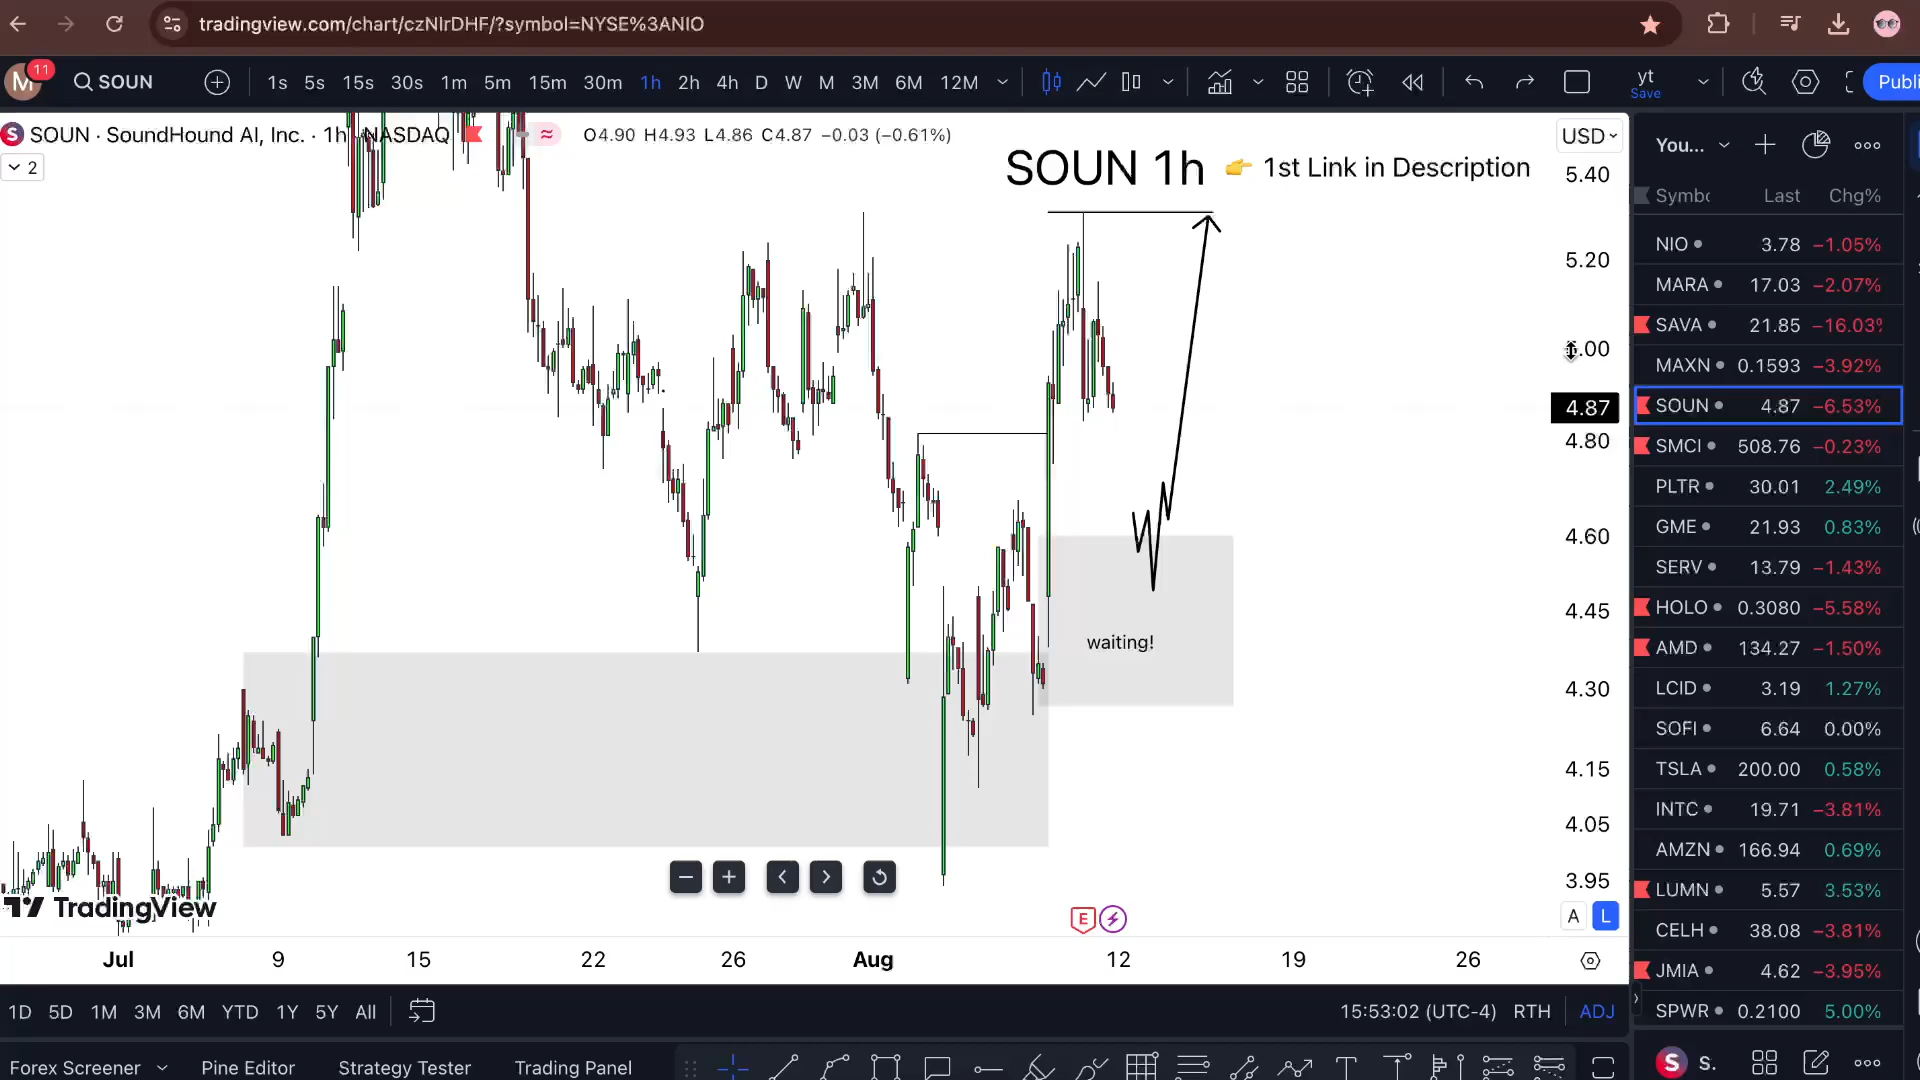 tradingview.com/chart/czNIrDHF/?symbol=NYSE%3ANIO
M 11 SOUN 1s 5s 15s 30s 1m 5m 15m 30m 1h 2h 4h D W M 3M 6M 12M yt Save Publi
SOUN · SoundHound AI, Inc. · 1h · NASDAQ O4.90 H4.93 L4.86 C4.87 −0.03 (−0.61%)
2
SOUN 1h 👉 1st Link in Description
USD
5.40
5.20
5.00
4.87
4.80
4.60
4.45
4.30
4.15
4.05
3.95
waiting!
TradingView
E
A L
Jul 9 15 22 26 Aug 12 19 26
1D 5D 1M 3M 6M YTD 1Y 5Y All 15:53:02 (UTC-4) RTH ADJ
Forex Screener Pine Editor Strategy Tester Trading Panel
You...
Symbo Last Chg%
NIO 3.78 −1.05%
MARA 17.03 −2.07%
SAVA 21.85 −16.03%
MAXN 0.1593 −3.92%
SOUN 4.87 −6.53%
SMCI 508.76 −0.23%
PLTR 30.01 2.49%
GME 21.93 0.83%
SERV 13.79 −1.43%
HOLO 0.3080 −5.58%
AMD 134.27 −1.50%
LCID 3.19 1.27%
SOFI 6.64 0.00%
TSLA 200.00 0.58%
INTC 19.71 −3.81%
AMZN 166.94 0.69%
LUMN 5.57 3.53%
CELH 38.08 −3.81%
JMIA 4.62 −3.95%
SPWR 0.2100 5.00%
S S.